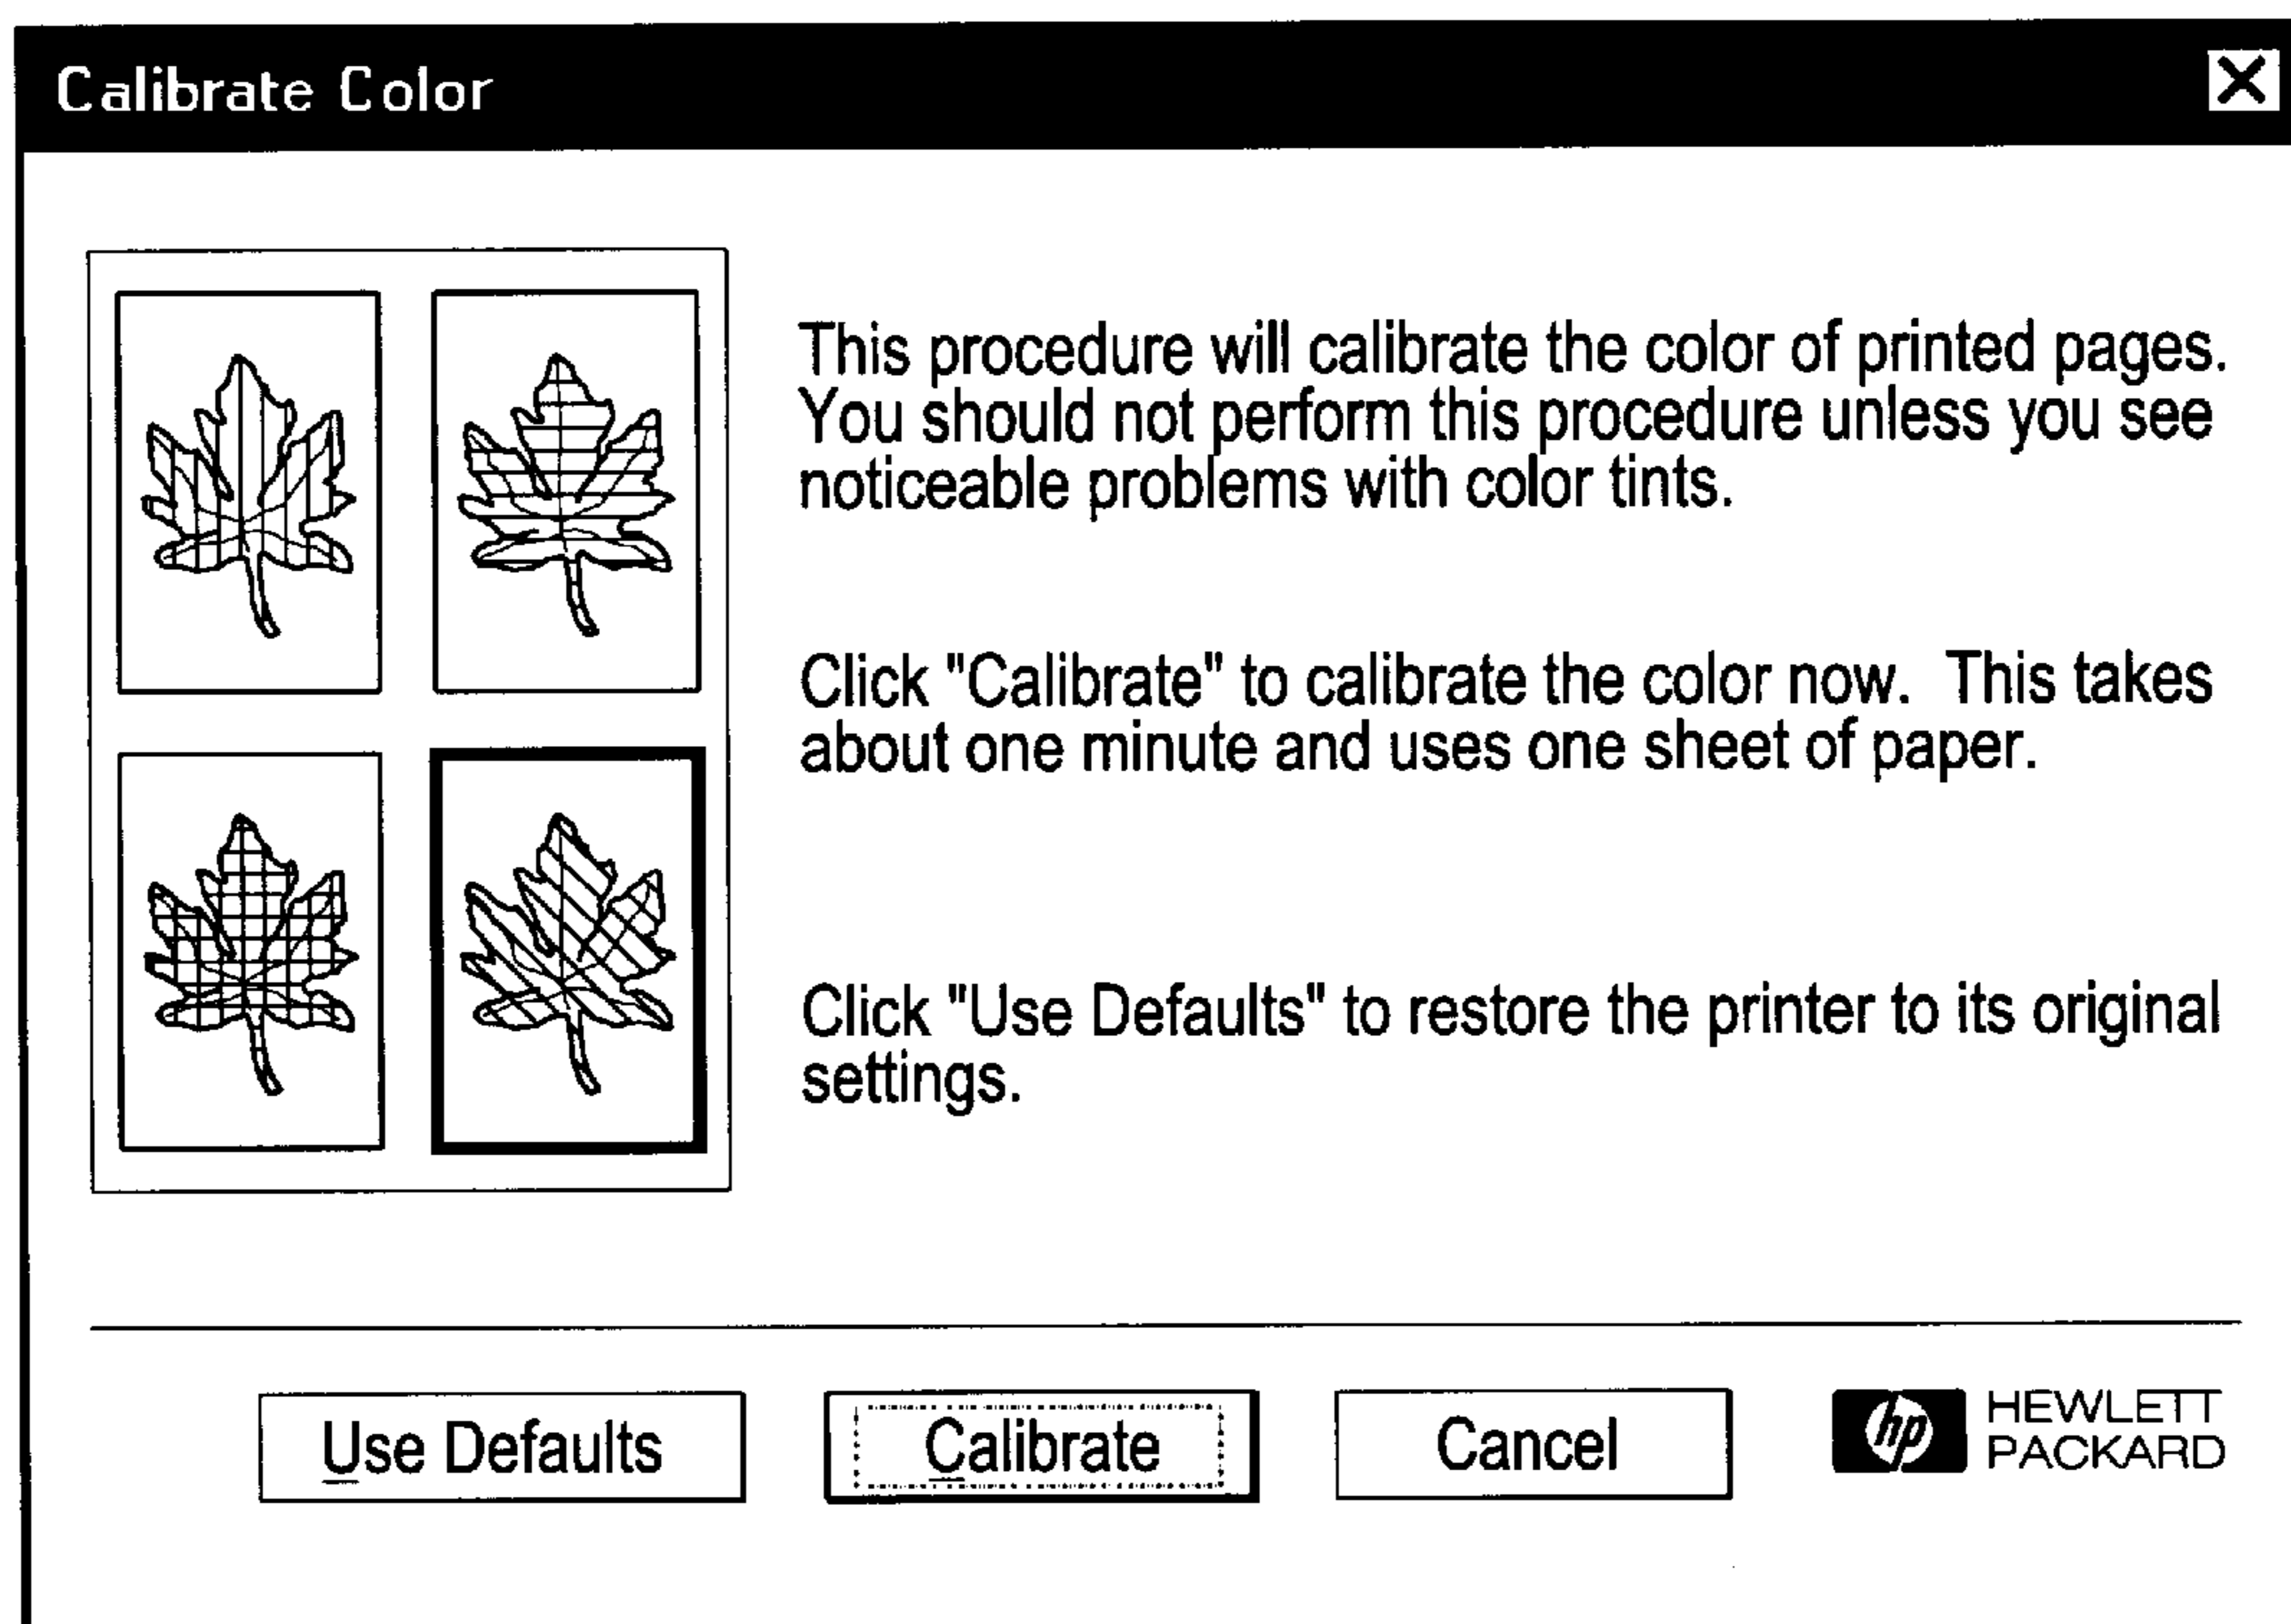 Calibrate Color
This procedure will calibrate the color of printed pages.
You should not perform this procedure unless you see
noticeable problems with color tints.
Click "Calibrate" to calibrate the color now. This takes
about one minute and uses one sheet of paper.
Click "Use Defaults" to restore the printer to its original
settings.
Use Defaults
Calibrate
Cancel
hp
HEWLETT
PACKARD